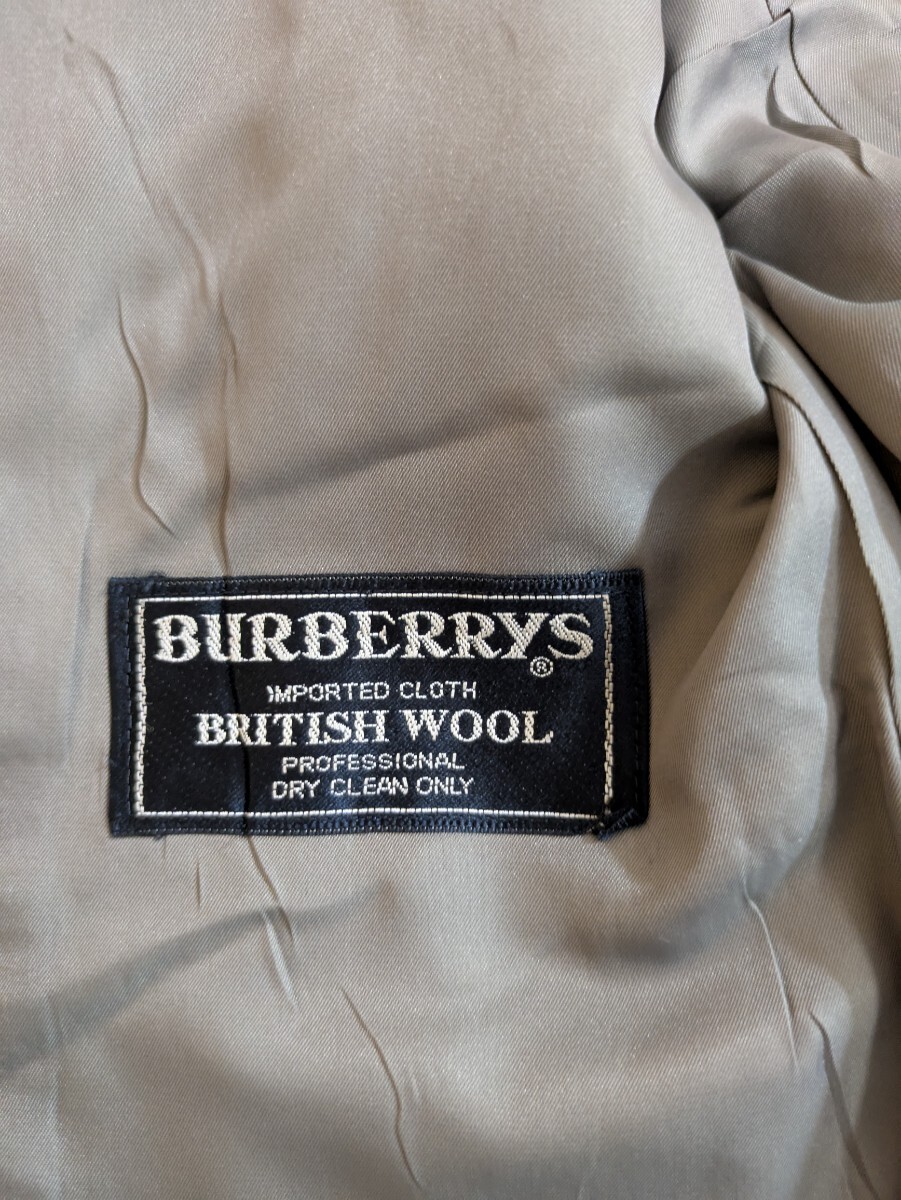 BURBERRYS®
IMPORTED CLOTH
BRITISH WOOL
PROFESSIONAL
DRY CLEAN ONLY